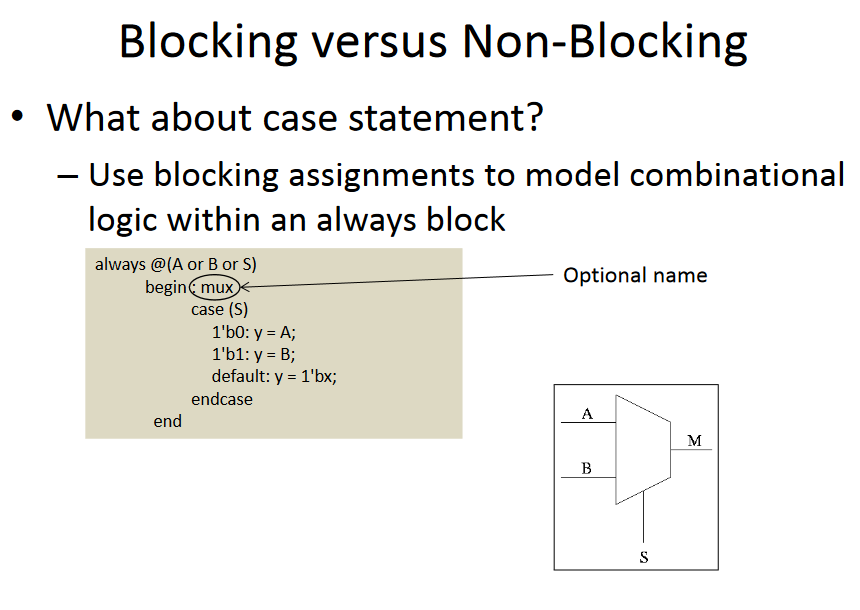 Blocking versus Non-Blocking
• What about case statement?
– Use blocking assignments to model combinational
logic within an always block
always @(A or B or S)
begin : mux
case (S)
1'b0: y = A;
1'b1: y = B;
default: y = 1'bx;
endcase
end
Optional name
A
M
B
S